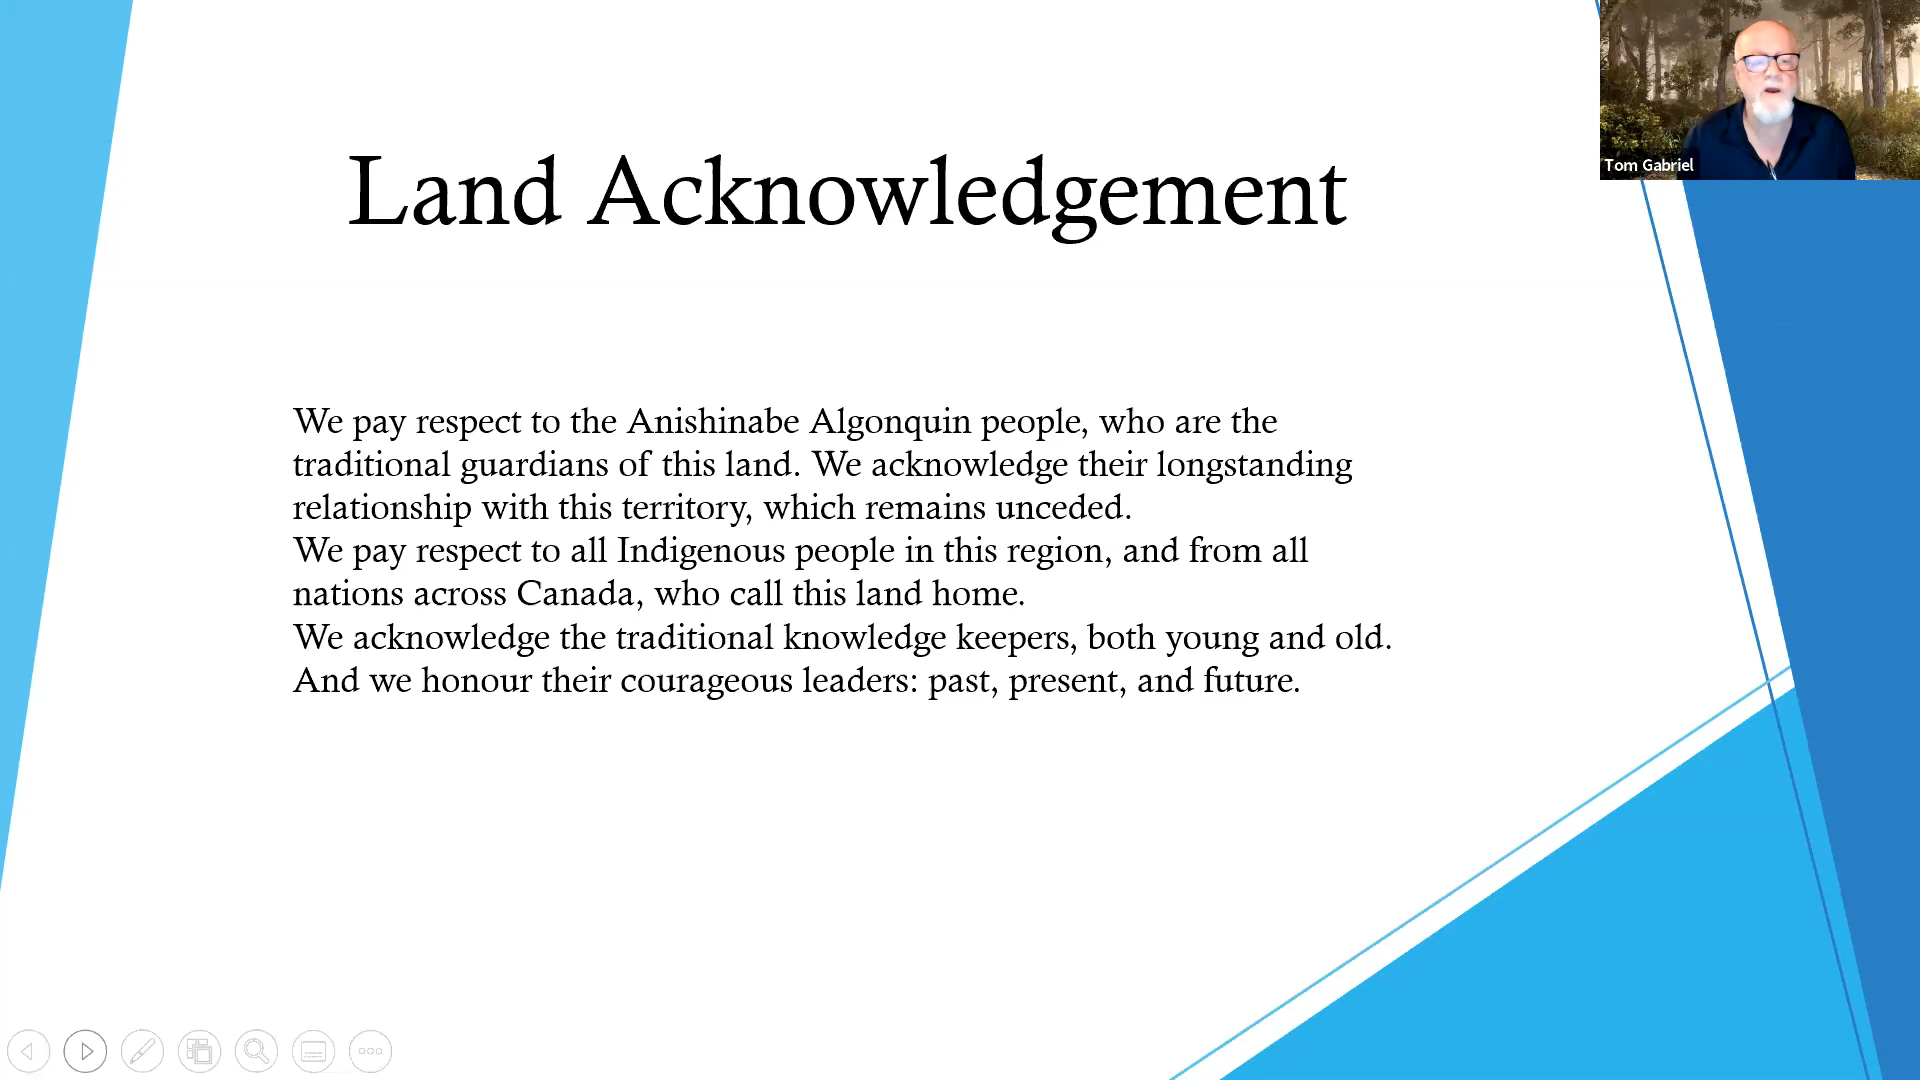 Land Acknowledgement
Tom Gabriel
We pay respect to the Anishinabe Algonquin people, who are the
traditional guardians of this land. We acknowledge their longstanding
relationship with this territory, which remains unceded.
We pay respect to all Indigenous people in this region, and from all
nations across Canada, who call this land home.
We acknowledge the traditional knowledge keepers, both young and old.
And we honour their courageous leaders: past, present, and future.